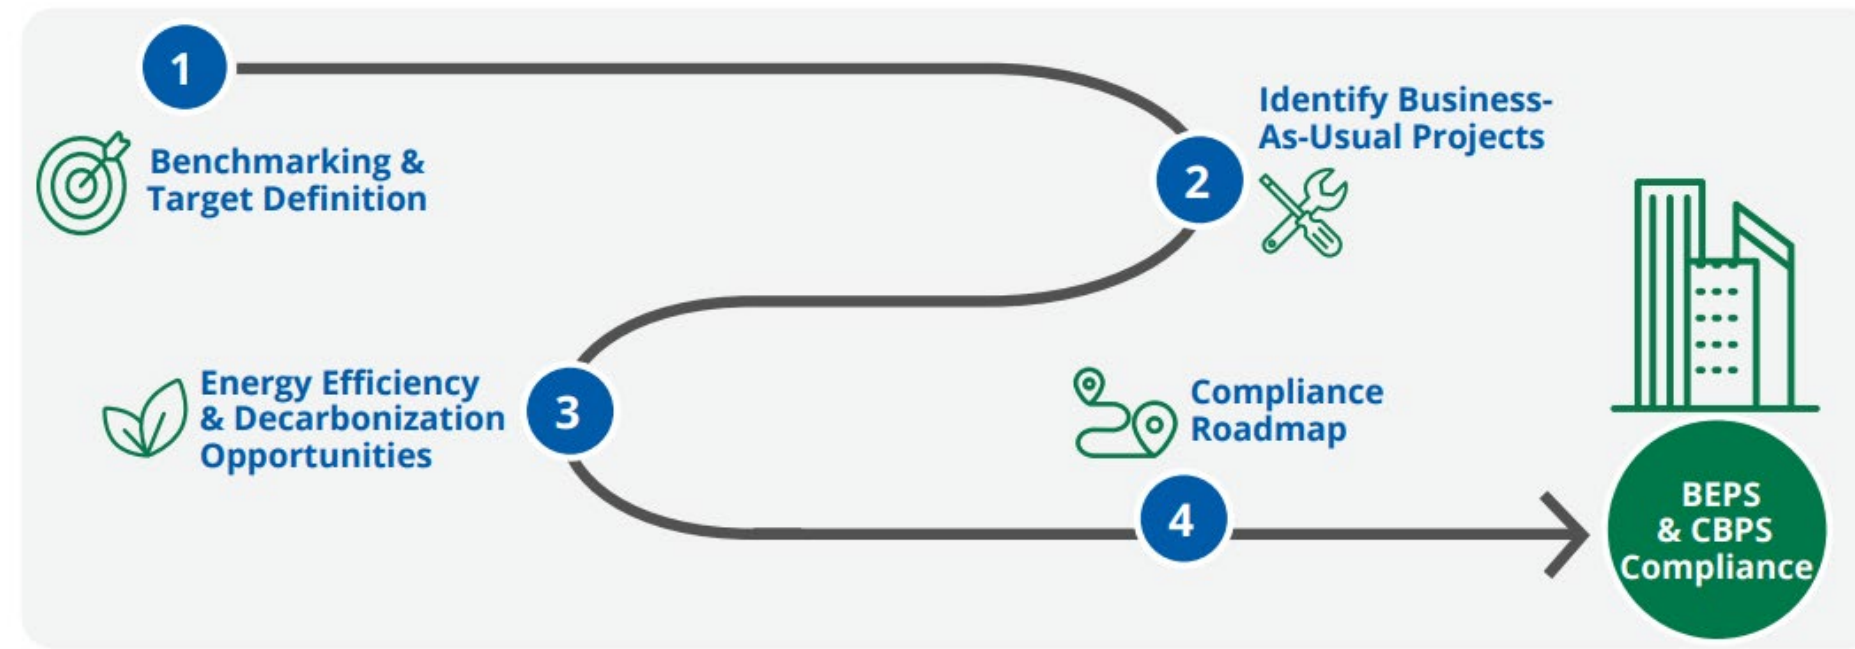 1
Benchmarking &
Target Definition
Identify Business-
As-Usual Projects
2
Energy Efficiency
& Decarbonization
Opportunities
3
Compliance
Roadmap
4
BEPS
& CBPS
Compliance